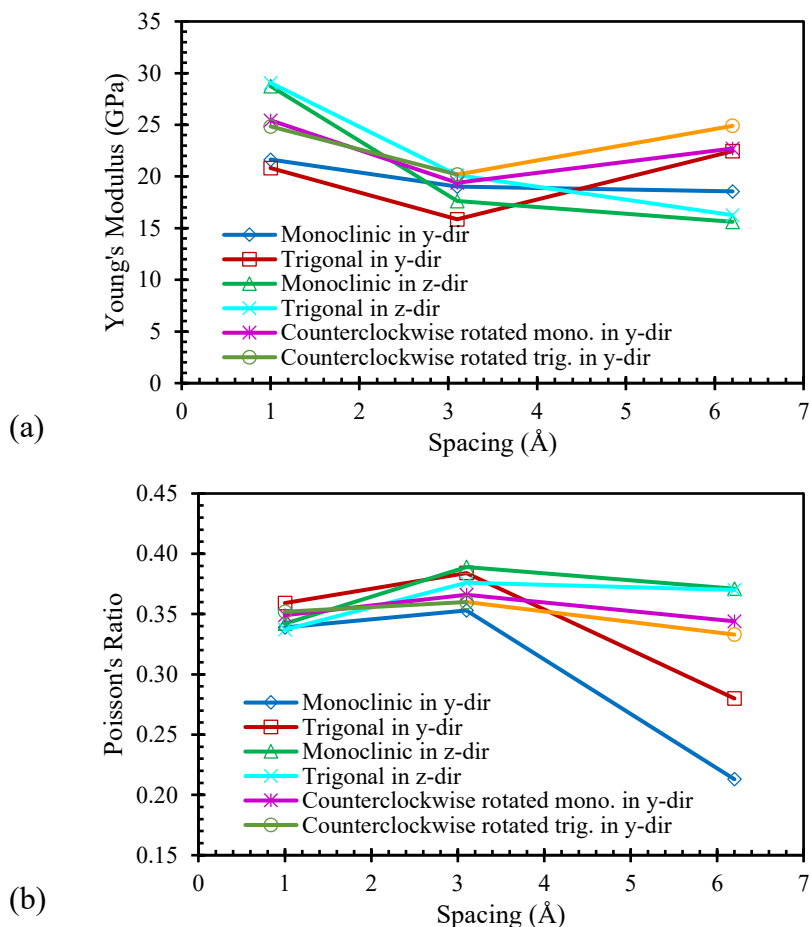 35
30
25
20
15
10
5
0
Young's Modulus (GPa)
Monoclinic in y-dir
Trigonal in y-dir
Monoclinic in z-dir
Trigonal in z-dir
Counterclockwise rotated mono. in y-dir
Counterclockwise rotated trig. in y-dir
0 1 2 3 4 5 6 7
Spacing (Å)
(a)
0.45
0.40
0.35
0.30
0.25
0.20
0.15
Poisson's Ratio
Monoclinic in y-dir
Trigonal in y-dir
Monoclinic in z-dir
Trigonal in z-dir
Counterclockwise rotated mono. in y-dir
Counterclockwise rotated trig. in y-dir
0 1 2 3 4 5 6 7
Spacing (Å)
(b)